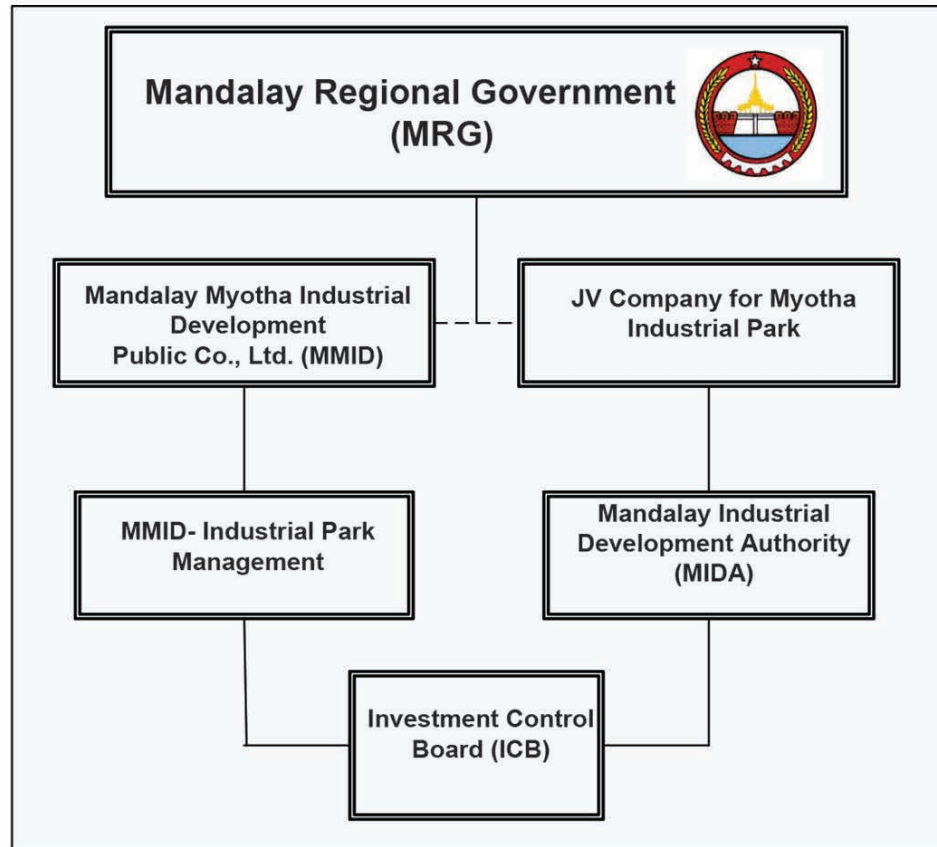 Mandalay Regional Government
(MRG)
Mandalay Myotha Industrial
Development
Public Co., Ltd. (MMID)
JV Company for Myotha
Industrial Park
MMID- Industrial Park
Management
Mandalay Industrial
Development Authority
(MIDA)
Investment Control
Board (ICB)